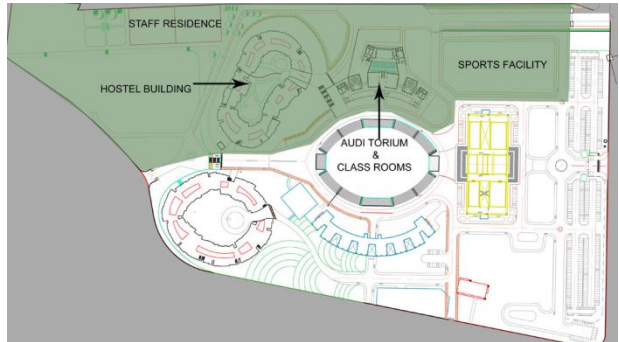 STAFF RESIDENCE
HOSTEL BUILDING
SPORTS FACILITY
AUDI TORIUM
&
CLASS ROOMS